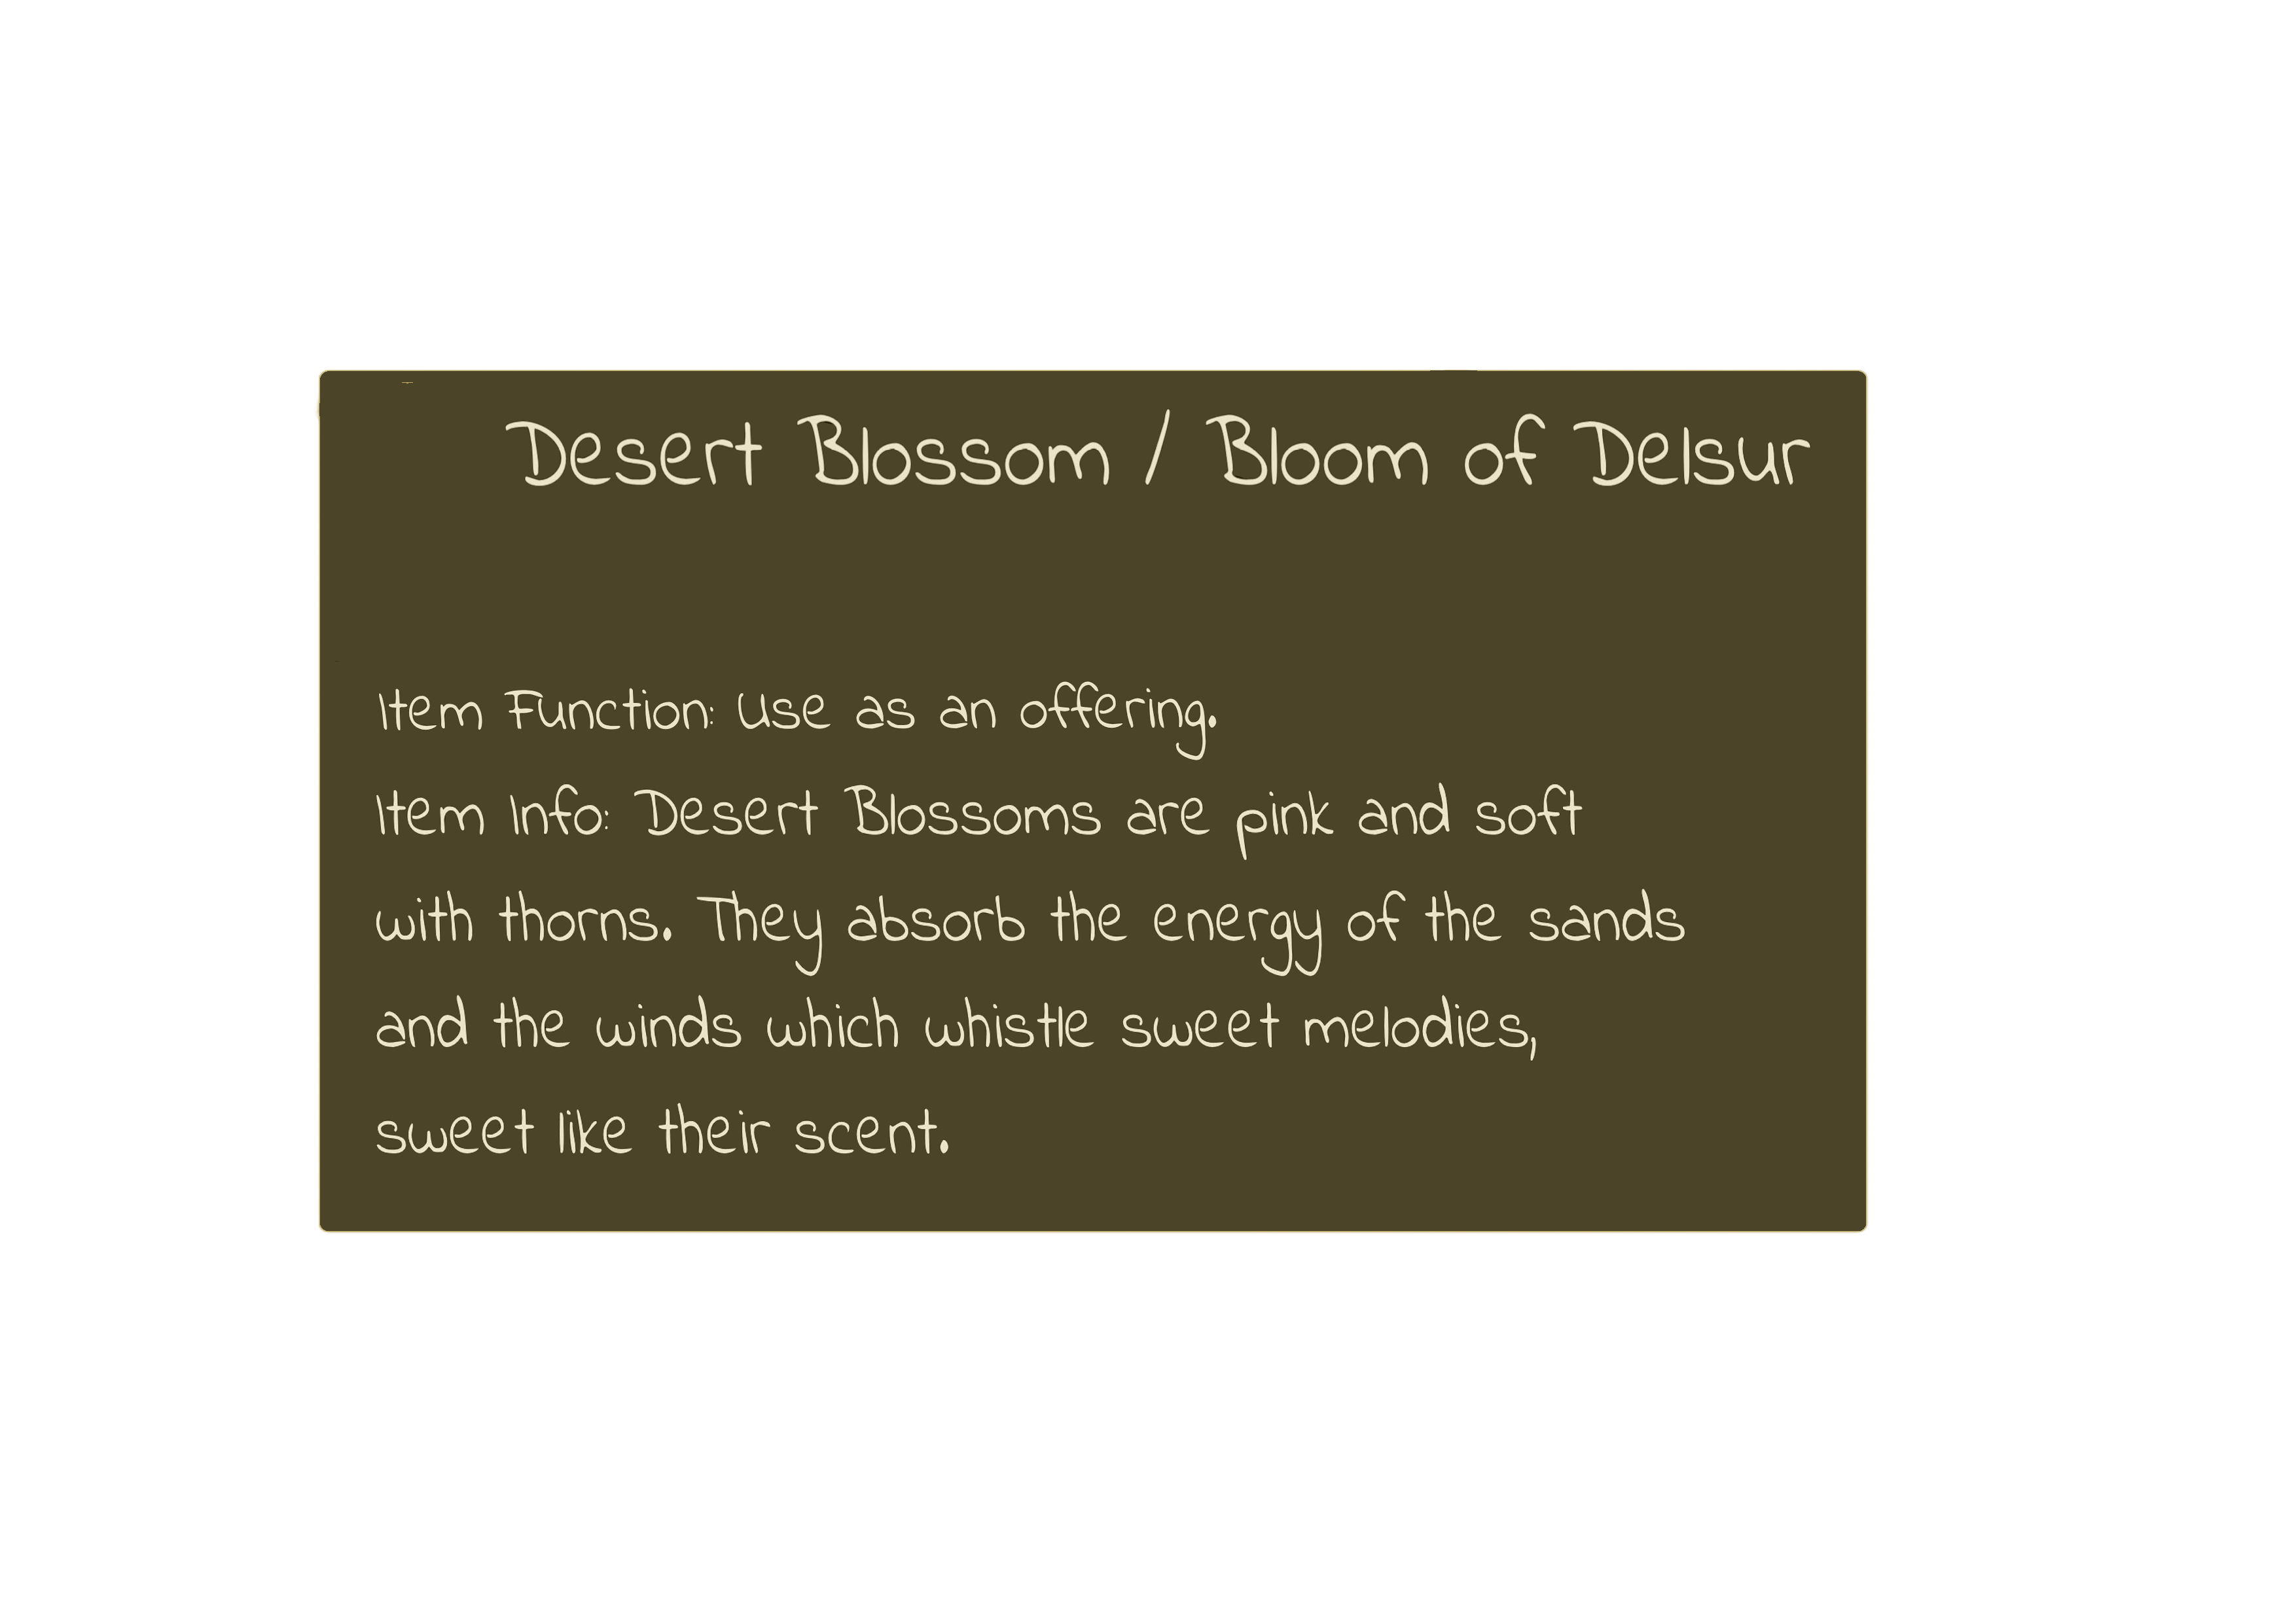 Desert Blossom / Bloom of Delsur
Item Function: Use as an offering.
Item Info: Desert Blossoms are pink and soft
with thorns. They absorb the energy of the sands
and the winds which whistle sweet melodies,
sweet like their scent.